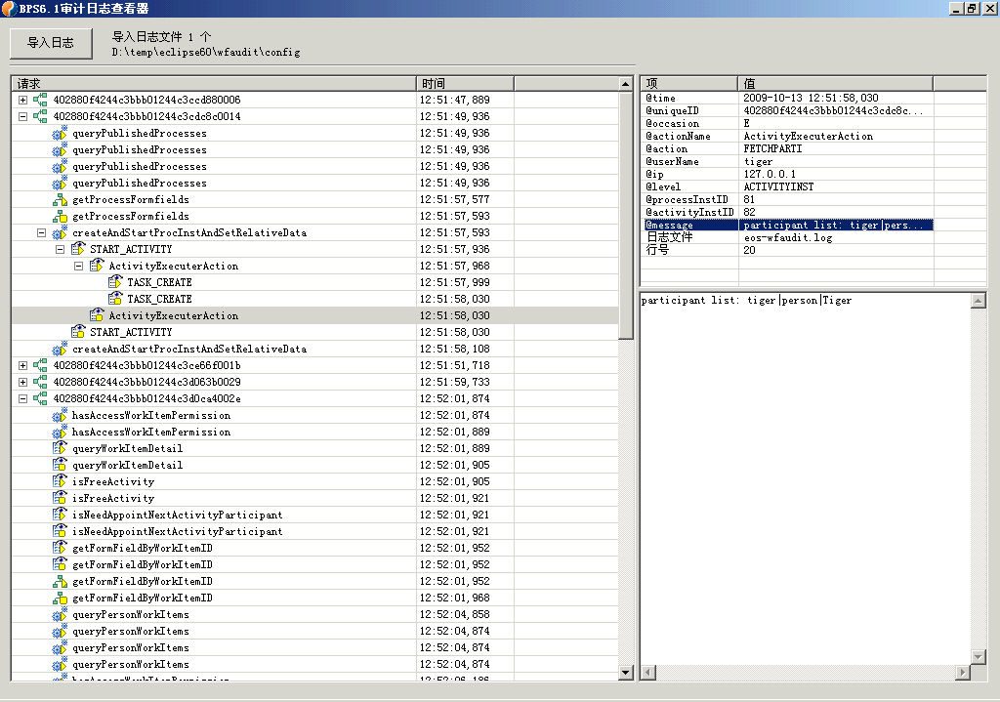 BPS6.1审计日志查看器
导入日志
导入日志文件 1 个
D:\temp\eclipse60\wfaudit\config
请求 时间
402880f4244c3bbb01244c3ccd880006 12:51:47,889
402880f4244c3bbb01244c3cdc8c0014 12:51:49,936
queryPublishedProcesses 12:51:49,936
queryPublishedProcesses 12:51:49,936
queryPublishedProcesses 12:51:49,936
queryPublishedProcesses 12:51:49,936
getProcessFormfields 12:51:57,577
getProcessFormfields 12:51:57,593
createAndStartProcInstAndSetRelativeData 12:51:57,593
START_ACTIVITY 12:51:57,936
ActivityExecuterAction 12:51:57,968
TASK_CREATE 12:51:57,999
TASK_CREATE 12:51:58,030
ActivityExecuterAction 12:51:58,030
START_ACTIVITY 12:51:58,030
createAndStartProcInstAndSetRelativeData 12:51:58,108
402880f4244c3bbb01244c3ce66f001b 12:51:51,718
402880f4244c3bbb01244c3d063b0029 12:51:59,733
402880f4244c3bbb01244c3d0ca4002e 12:52:01,874
hasAccessWorkItemPermission 12:52:01,874
hasAccessWorkItemPermission 12:52:01,889
queryWorkItemDetail 12:52:01,889
queryWorkItemDetail 12:52:01,905
isFreeActivity 12:52:01,905
isFreeActivity 12:52:01,921
isNeedAppointNextActivityParticipant 12:52:01,921
isNeedAppointNextActivityParticipant 12:52:01,921
getFormFieldByWorkItemID 12:52:01,952
getFormFieldByWorkItemID 12:52:01,952
getFormFieldByWorkItemID 12:52:01,952
getFormFieldByWorkItemID 12:52:01,968
queryPersonWorkItems 12:52:04,858
queryPersonWorkItems 12:52:04,874
queryPersonWorkItems 12:52:04,874
queryPersonWorkItems 12:52:04,874
hasAccessWorkItemPermission 12:52:06,186
项 值
@time 2009-10-13 12:51:58,030
@uniqueID 402880f4244c3bbb01244c3cdc8c...
@occasion E
@actionName ActivityExecuterAction
@action FETCHPARTI
@userName tiger
@ip 127.0.0.1
@level ACTIVITYINST
@processInstID 81
@activityInstID 82
@message participant list: tiger|pers...
日志文件 eos-wfaudit.log
行号 20
participant list: tiger|person|Tiger